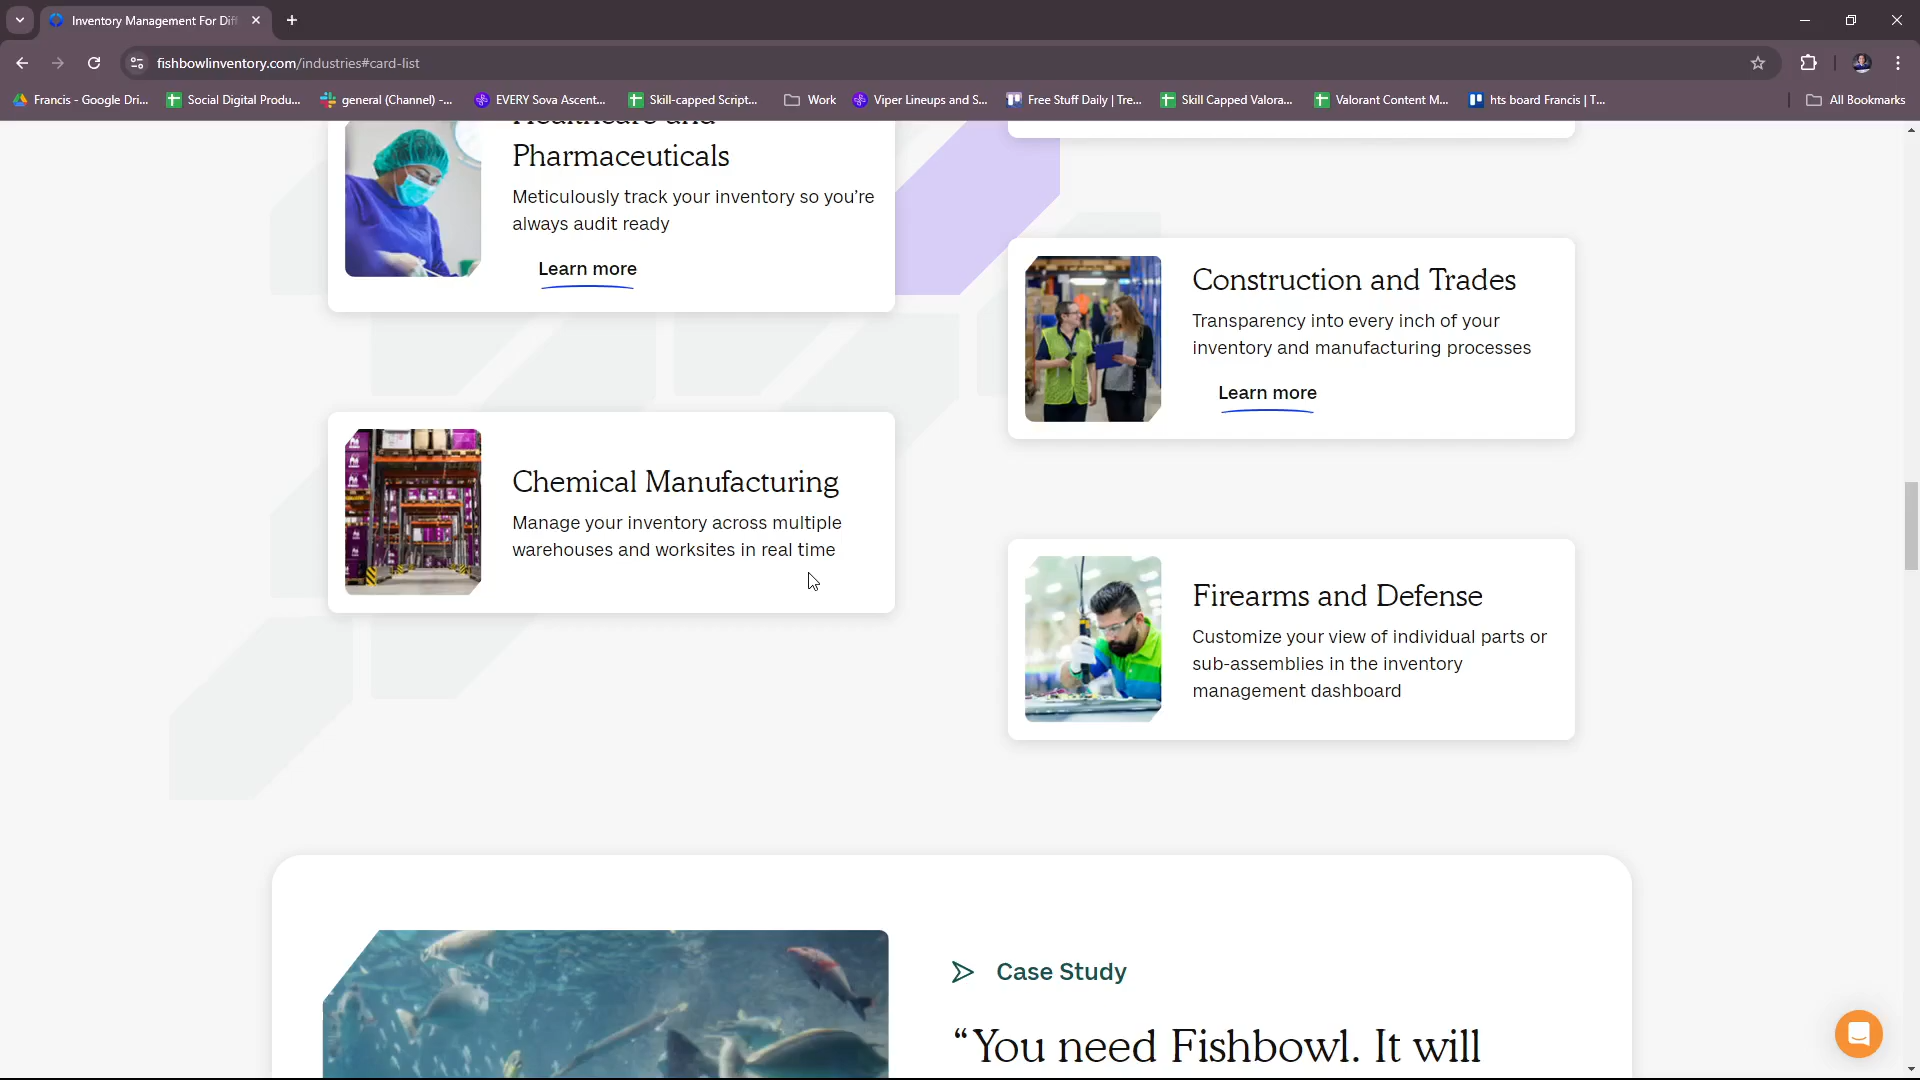 Inventory Management For Diff
fishbowlinventory.com/industries#card-list
Francis - Google Dri...
Social Digital Produ...
general (Channel) -...
EVERY Sova Ascent...
Skill-capped Script...
Work
Viper Lineups and S...
Free Stuff Daily | Tre...
Skill Capped Valora...
Valorant Content M...
hts board Francis | T...
All Bookmarks
Healthcare and
Pharmaceuticals
Meticulously track your inventory so you're
always audit ready
Learn more
Construction and Trades
Transparency into every inch of your
inventory and manufacturing processes
Learn more
Chemical Manufacturing
Manage your inventory across multiple
warehouses and worksites in real time
Firearms and Defense
Customize your view of individual parts or
sub-assemblies in the inventory
management dashboard
Case Study
“You need Fishbowl. It will